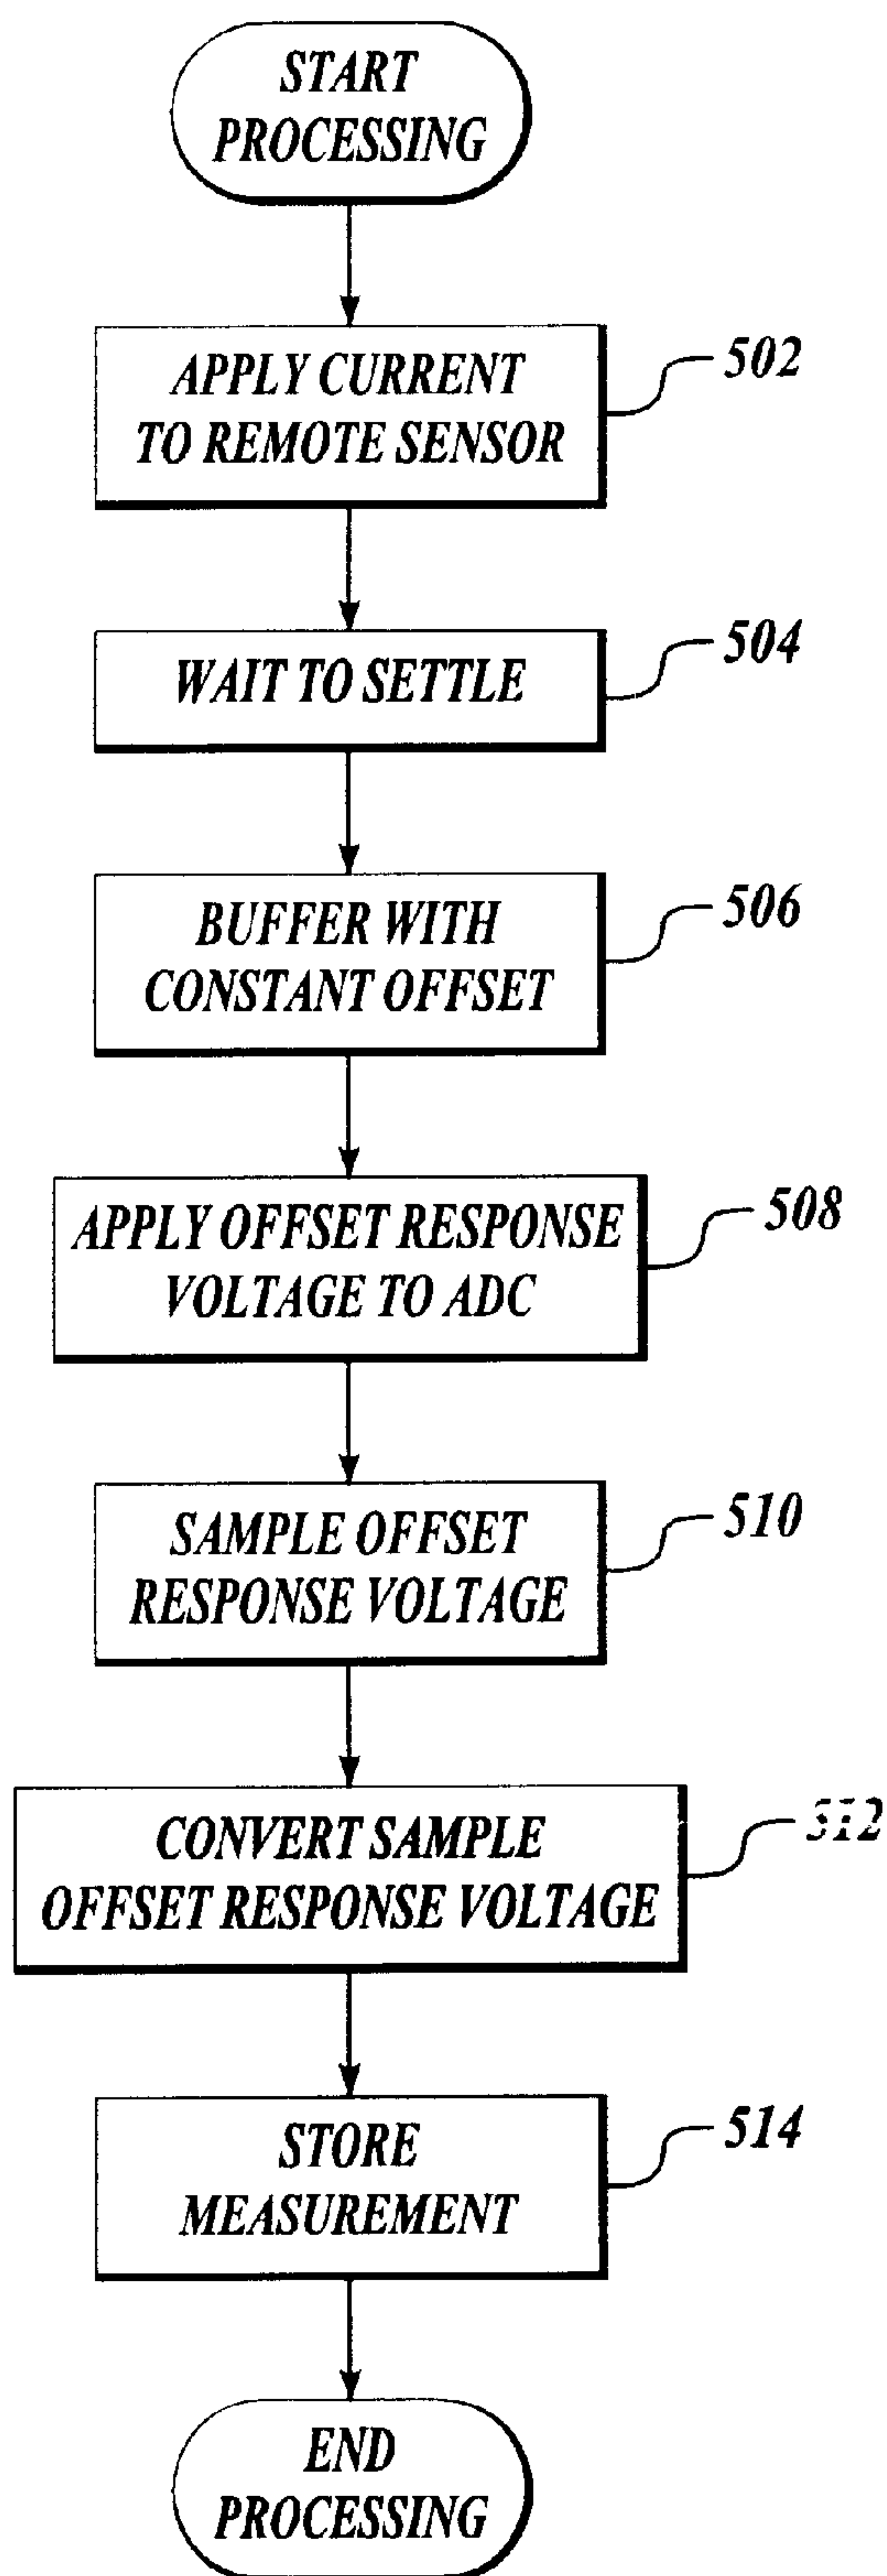 START
PROCESSING
APPLY CURRENT
TO REMOTE SENSOR
502
WAIT TO SETTLE
504
BUFFER WITH
CONSTANT OFFSET
506
APPLY OFFSET RESPONSE
VOLTAGE TO ADC
508
SAMPLE OFFSET
RESPONSE VOLTAGE
510
CONVERT SAMPLE
OFFSET RESPONSE VOLTAGE
512
STORE
MEASUREMENT
514
END
PROCESSING